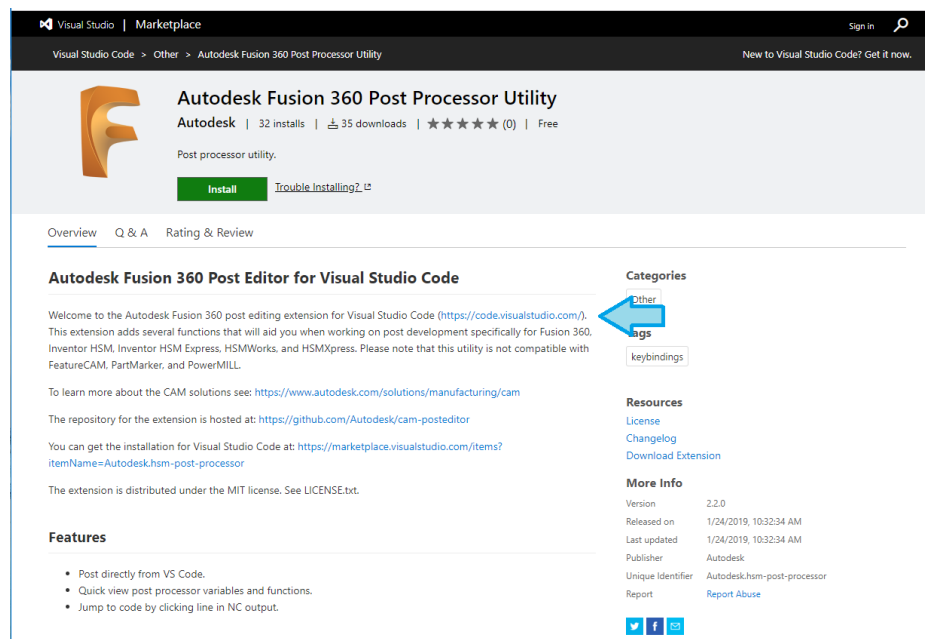 Visual Studio | Marketplace
Sign in
Visual Studio Code > Other > Autodesk Fusion 360 Post Processor Utility
New to Visual Studio Code? Get it now.
Autodesk Fusion 360 Post Processor Utility
Autodesk | 32 installs | 35 downloads | ★★★★★ (0) | Free
Post processor utility.
Install
Trouble Installing?
Overview Q & A Rating & Review
Autodesk Fusion 360 Post Editor for Visual Studio Code
Welcome to the Autodesk Fusion 360 post editing extension for Visual Studio Code (https://code.visualstudio.com/).
This extension adds several functions that will aid you when working on post development specifically for Fusion 360,
Inventor HSM, Inventor HSM Express, HSMWorks, and HSMXpress. Please note that this utility is not compatible with
FeatureCAM, PartMarker, and PowerMILL.
To learn more about the CAM solutions see: https://www.autodesk.com/solutions/manufacturing/cam
The repository for the extension is hosted at: https://github.com/Autodesk/cam-posteditor
You can get the installation for Visual Studio Code at: https://marketplace.visualstudio.com/items?
itemName=Autodesk.hsm-post-processor
The extension is distributed under the MIT license. See LICENSE.txt.
Features
• Post directly from VS Code.
• Quick view post processor variables and functions.
• Jump to code by clicking line in NC output.
Categories
Other
Tags
keybindings
Resources
License
Changelog
Download Extension
More Info
Version 2.2.0
Released on 1/24/2019, 10:32:34 AM
Last updated 1/24/2019, 10:32:34 AM
Publisher Autodesk
Unique Identifier Autodesk.hsm-post-processor
Report Report Abuse